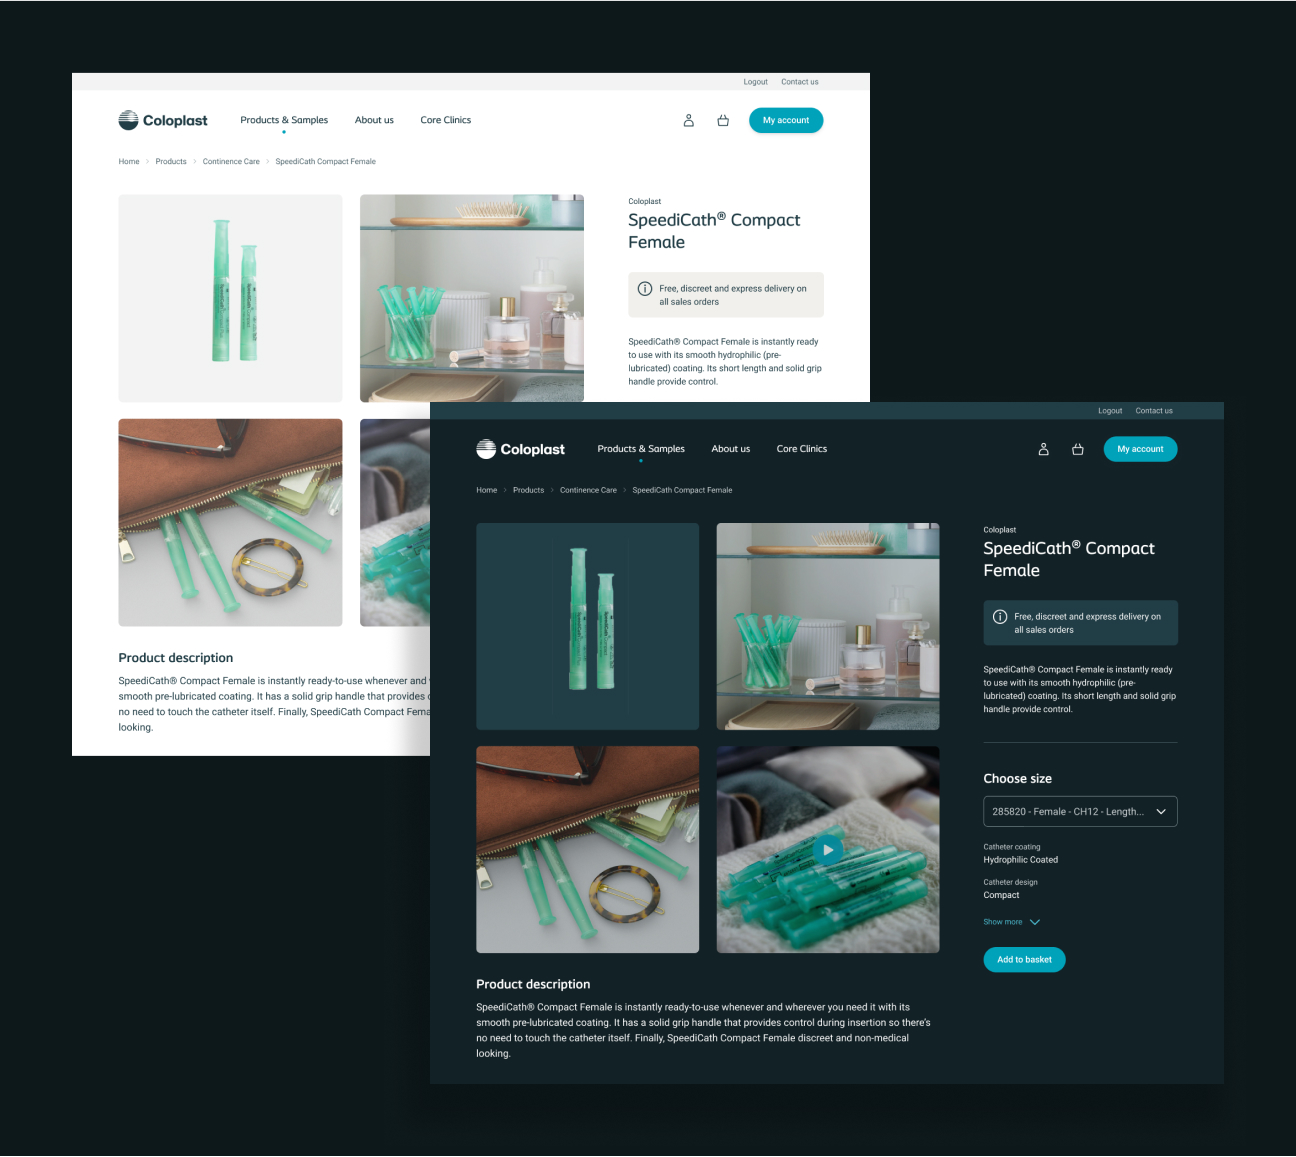 Logout Contact us
Coloplast Products & Samples About us Core Clinics My account
Home Products Continence Care SpeediCath Compact Female
Coloplast
SpeediCath® Compact
Female
Free, discreet and express delivery on
all sales orders
SpeediCath® Compact Female is instantly ready
to use with its smooth hydrophilic (pre-
lubricated) coating. Its short length and solid grip
handle provide control.
Product description
SpeediCath® Compact Female is instantly ready-to-use whenever and
smooth pre-lubricated coating. It has a solid grip handle that provides
no need to touch the catheter itself. Finally, SpeediCath Compact
looking.
Logout Contact us
Coloplast Products & Samples About us Core Clinics My account
Home Products Continence Care SpeediCath Compact Female
Coloplast
SpeediCath® Compact
Female
Free, discreet and express delivery on
all sales orders
SpeediCath® Compact Female is instantly ready
to use with its smooth hydrophilic (pre-
lubricated) coating. Its short length and solid grip
handle provide control.
Choose size
285820 - Female - CH12 - Length...
Catheter coating
Hydrophilic Coated
Catheter design
Compact
Show more
Add to basket
Product description
SpeediCath® Compact Female is instantly ready-to-use whenever and wherever you need it with its
smooth pre-lubricated coating. It has a solid grip handle that provides control during insertion so there's
no need to touch the catheter itself. Finally, SpeediCath Compact Female discreet and non-medical
looking.